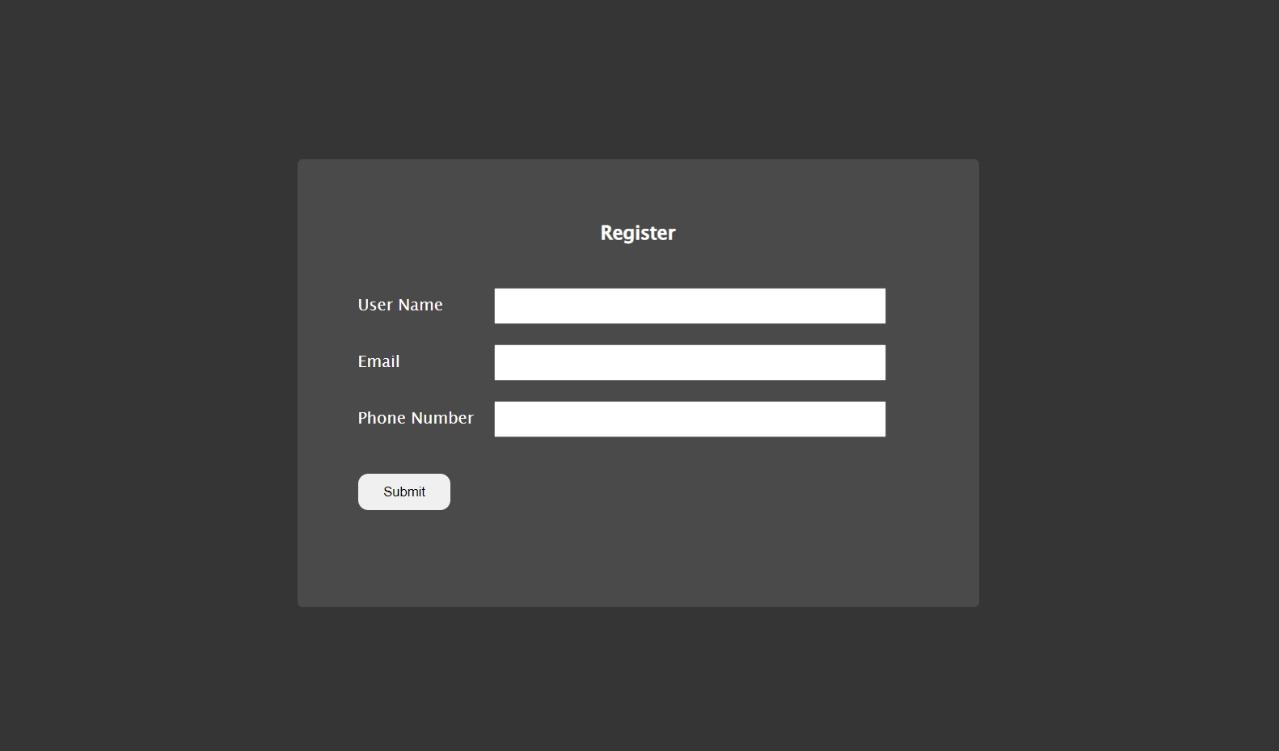 Register
User Name
Email
Phone Number
Submit